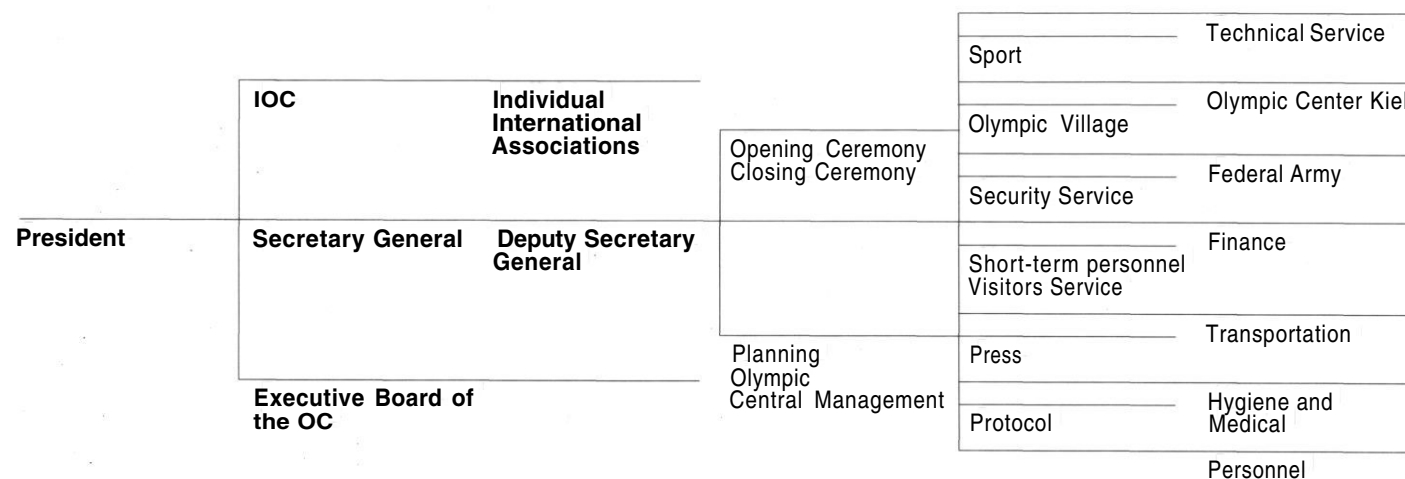 President
IOC
Individual
International
Associations
Secretary General
Deputy Secretary
General
Executive Board of
the OC
Opening Ceremony
Closing Ceremony
Planning
Olympic
Central Management
Sport
Olympic Village
Security Service
Short-term personnel
Visitors Service
Press
Protocol
Technical Service
Olympic Center Kiel
Federal Army
Finance
Transportation
Hygiene and
Medical
Personnel